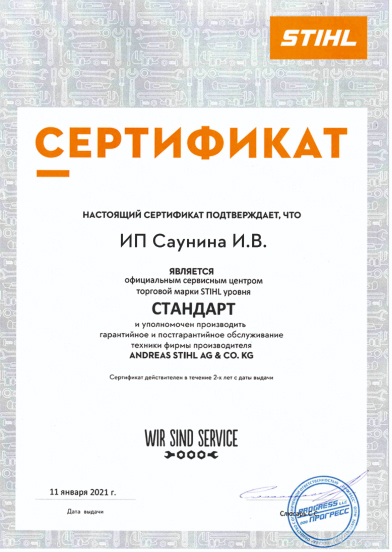 STIHL
СЕРТИФИКАТ
НАСТОЯЩИЙ СЕРТИФИКАТ ПОДТВЕРЖДАЕТ, ЧТО
ИП Саунина И.В.
ЯВЛЯЕТСЯ
официальным сервисным центром
торговой марки STIHL уровня
СТАНДАРТ
и уполномочен производить
гарантийное и постгарантийное обслуживание
техники фирмы производителя
ANDREAS STIHL AG & CO. KG
Сертификат действителен в течение 2-х лет с даты выдачи
WIR SIND SERVICE
11 января 2021 г.
Дата выдачи
PROGRESS LLC
ПРОГРЕСС